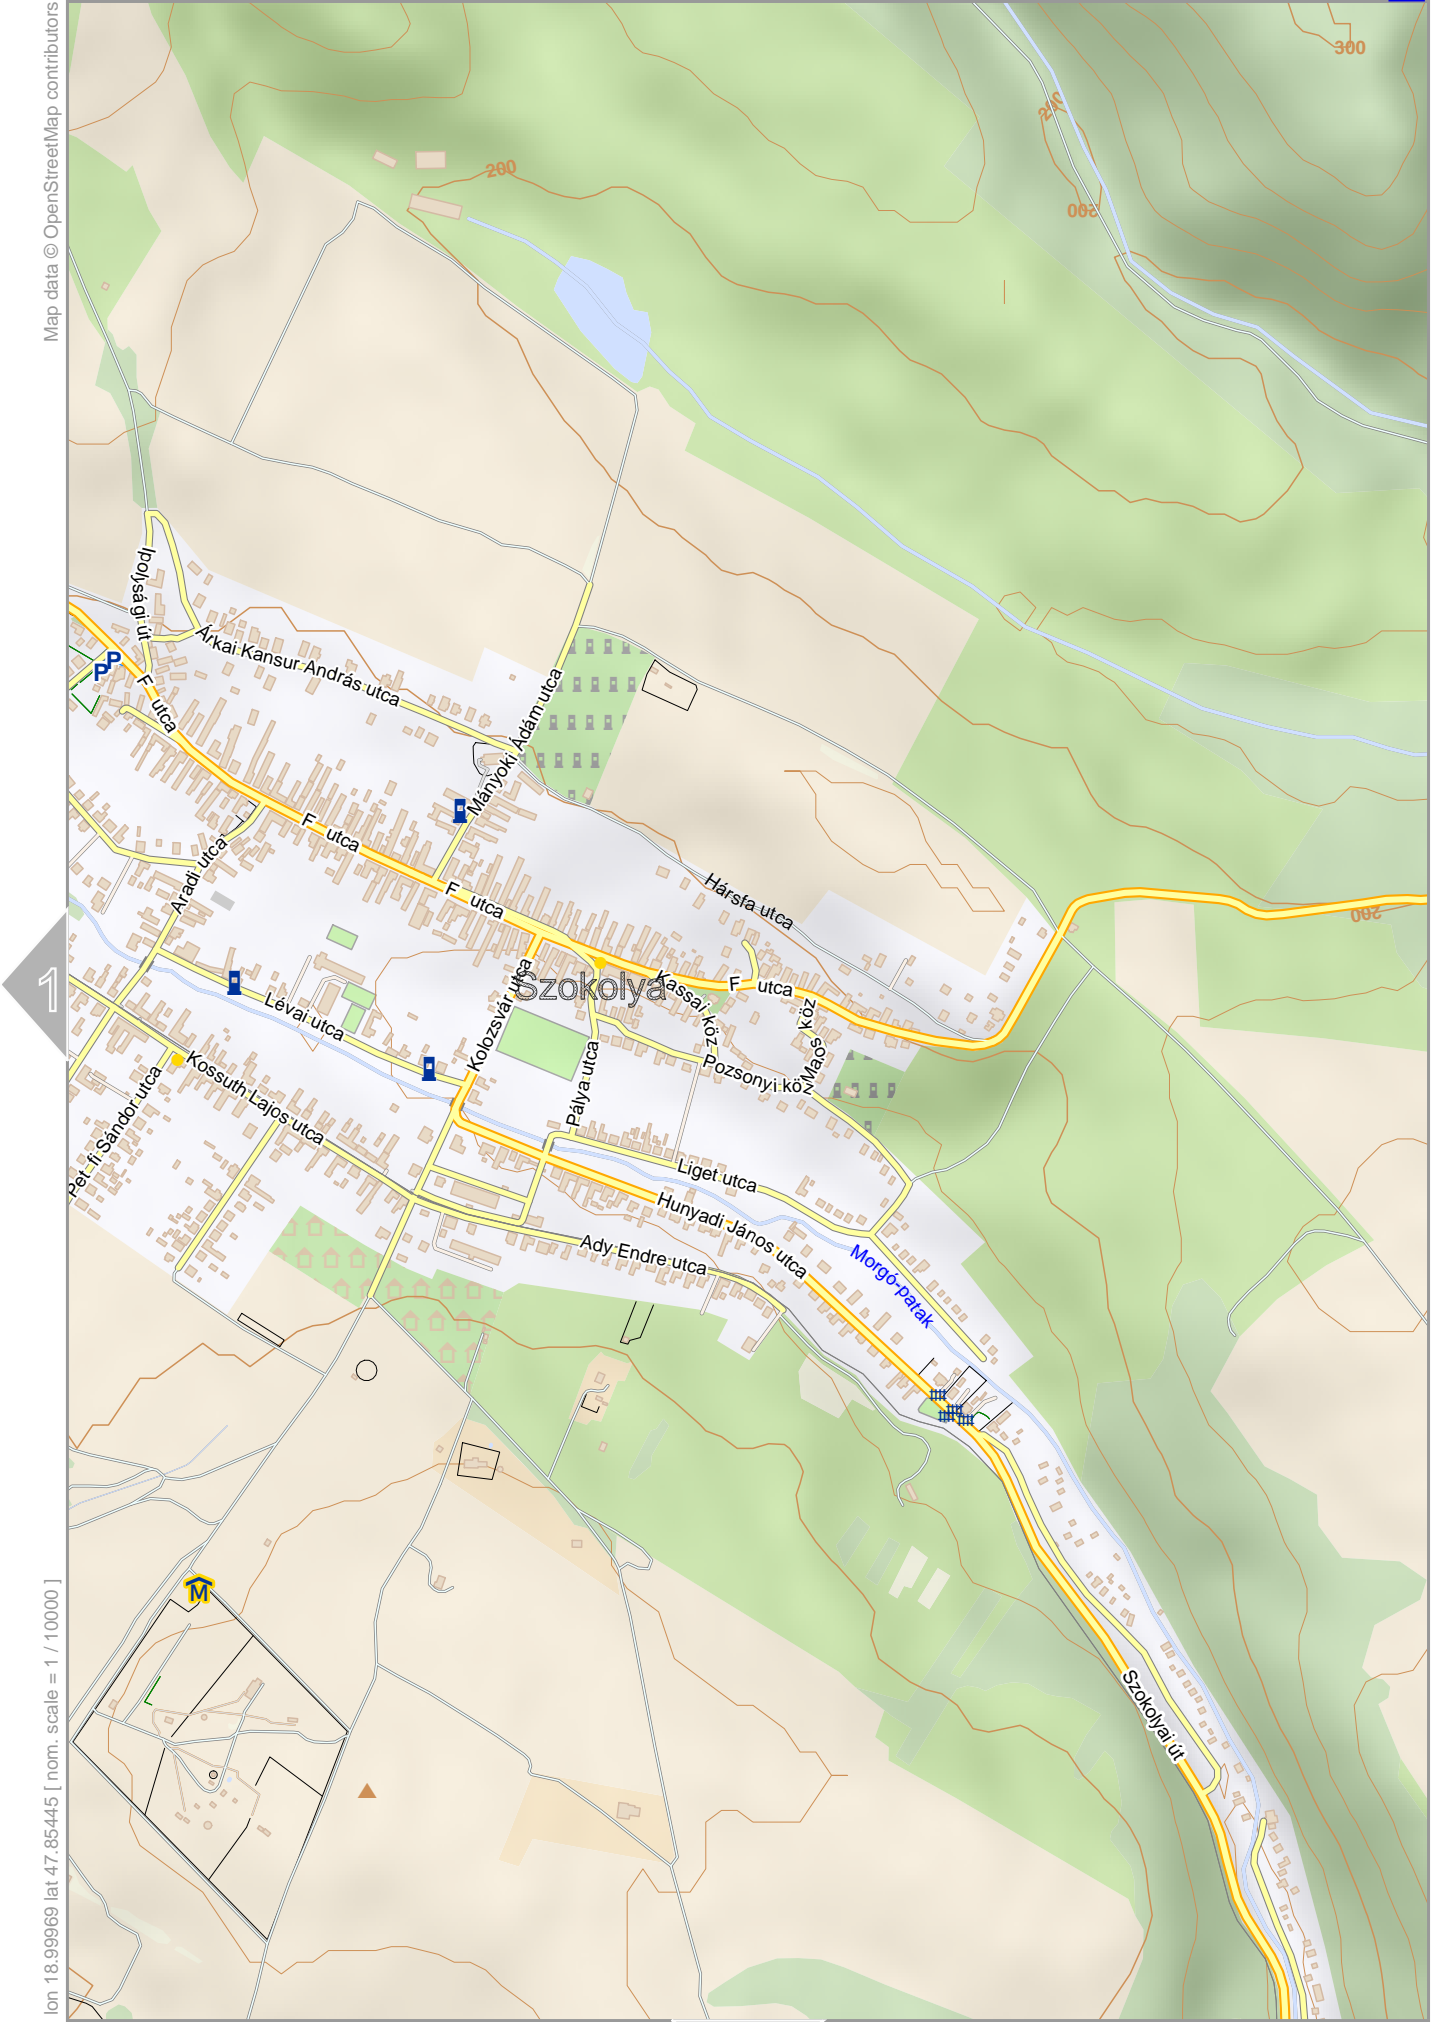 Map data © OpenStreetMap contributors
300
200
200
200
Ipolysági út
Árkai Kansur András utca
P
P
F utca
Mányoki Ádám utca
F utca
Aradi utca
F utca
Hársfa utca
200
1
Szokolya
Kolozsvár utca
Kassai köz
F utca
Lévai utca
Maos köz
Pálya utca
Pozsonyi köz
Kossuth Lajos utca
Pet fi Sándor utca
Liget utca
Hunyadi János utca
Ady Endre utca
Morgó-patak
M
Szokolyai út
lon 18.99969 lat 47.85445 [ nom. scale = 1 / 10000 ]